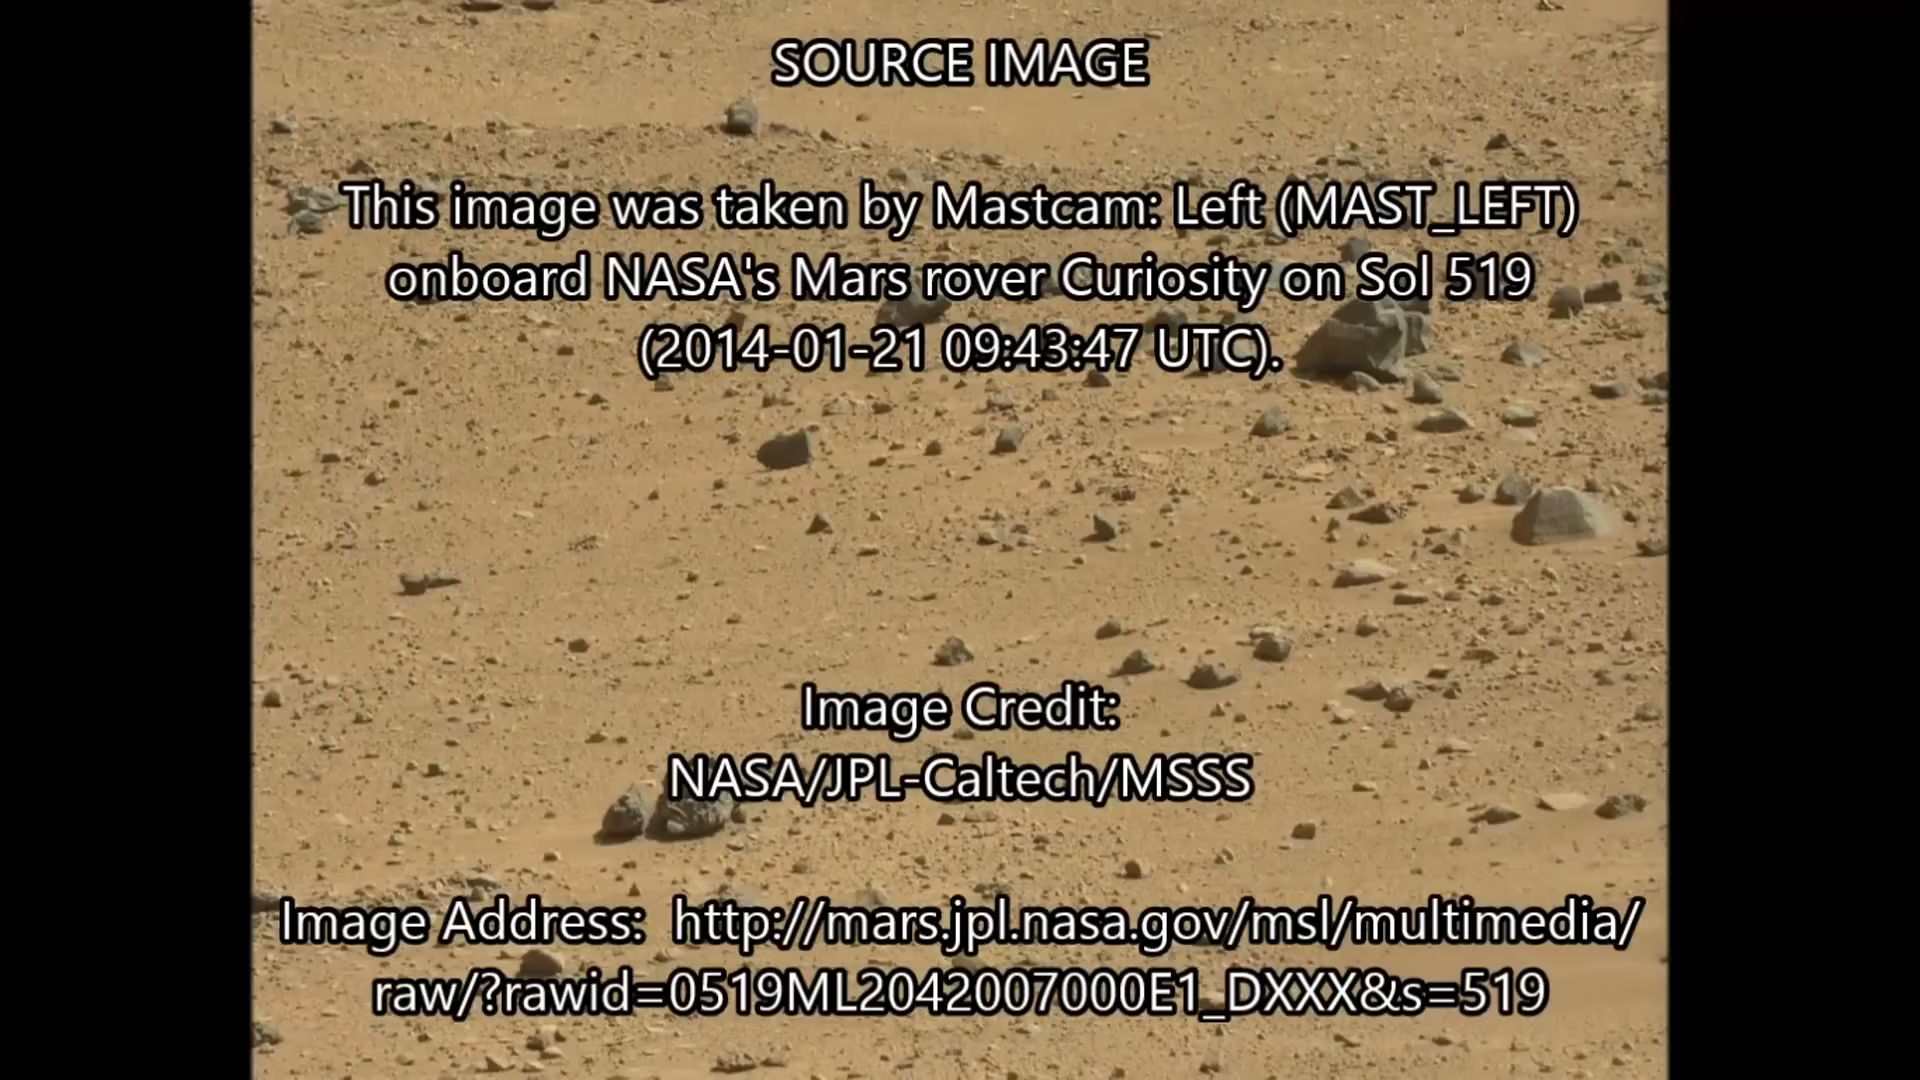 SOURCE IMAGE
This image was taken by Mastcam: Left (MAST_LEFT)
onboard NASA's Mars rover Curiosity on Sol 519
(2014-01-21 09:43:47 UTC).
Image Credit:
NASA/JPL-Caltech/MSSS
Image Address:  http://mars.jpl.nasa.gov/msl/multimedia/
raw/?rawid=0519ML2042007000E1_DXXX&s=519